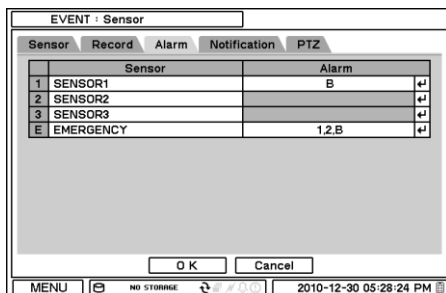 EVENT : Sensor
Sensor Record Alarm Notification PTZ
Sensor Alarm
1 SENSOR1 B
2 SENSOR2
3 SENSOR3
E EMERGENCY 1,2,B
O K Cancel
MENU NO STORAGE 2010-12-30 05:28:24 PM